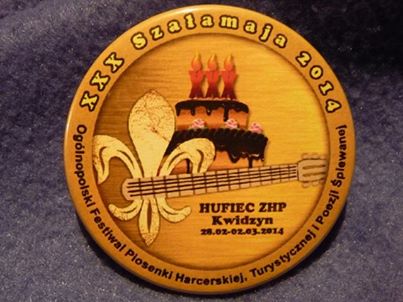 XXX Szałamaja 2014
HUFIEC ZHP
Kwidzyn
28.02-02.03.2014
Ogólnopolski Festiwal Piosenki Harcerskiej, Turystycznej i Poezji Śpiewanej